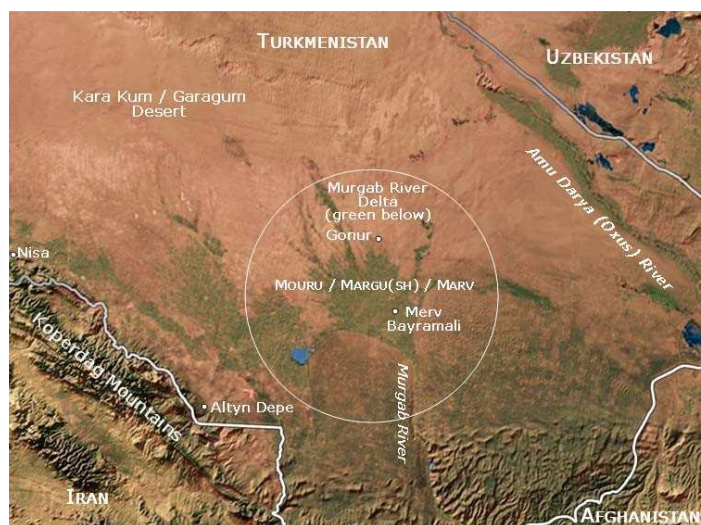 TURKMENISTAN
UZBEKISTAN
Kara Kum / Garagum
Desert
Amu Darya (Oxus) River
Murgab River
Delta
(green below)
Gonur
Nisa
MOURU / MARGU(SH) / MARV
Merv
Bayramali
Koperdag Mountains
Murgab River
Altyn Depe
IRAN
AFGHANISTAN